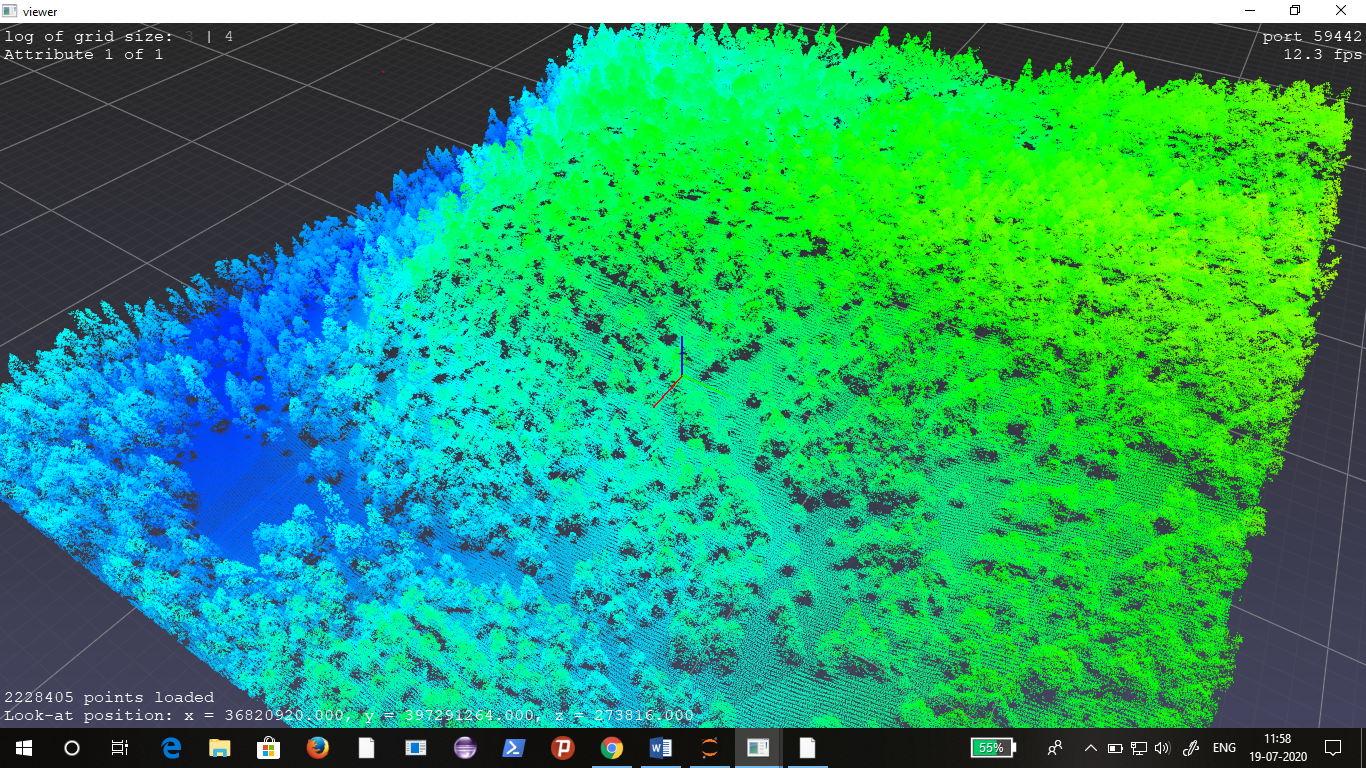 viewer
log of grid size: 3 | 4
Attribute 1 of 1
port 59442
12.3 fps
2228405 points loaded
Look-at position: x = 36820920.000, y = 397291264.000, z = 273816.000
55%
ENG
11:58
19-07-2020